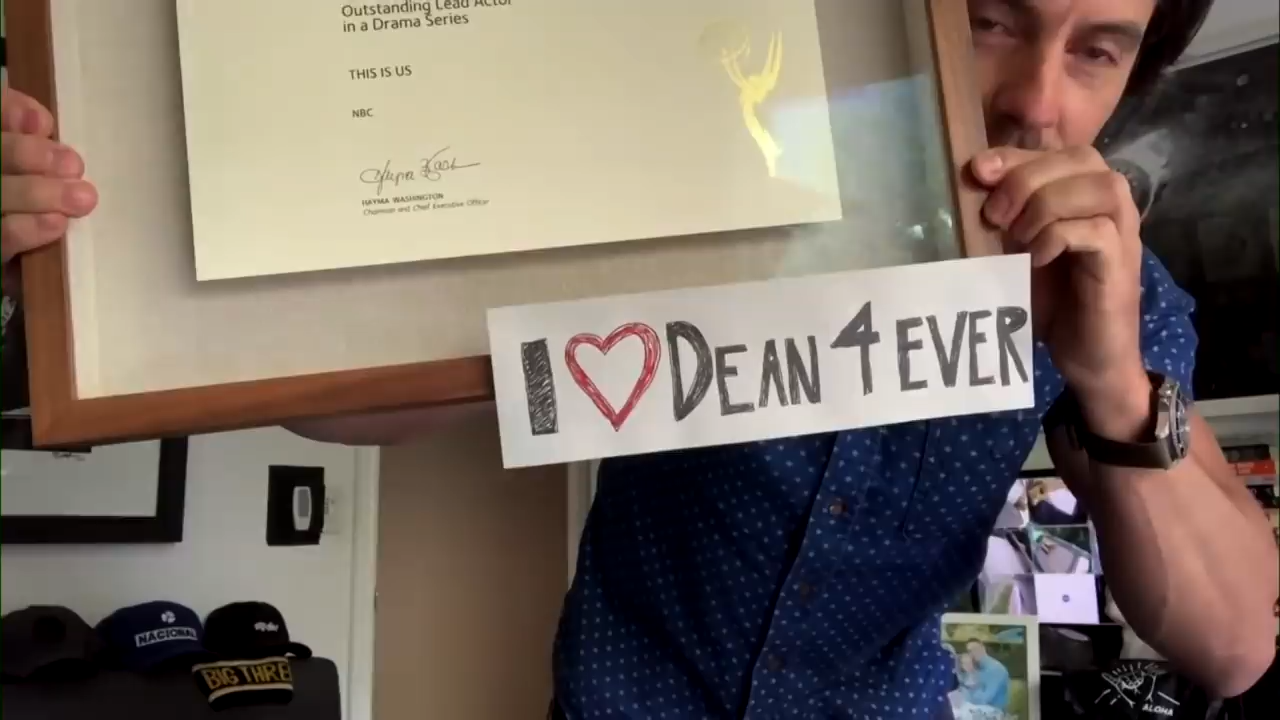 Outstanding Lead Actor
in a Drama Series
THIS IS US
NBC
HAYMA WASHINGTON
Chairman and Chief Executive Officer
I ♥ DEAN 4 EVER
NACIONAL
BIG THREE
ALOHA